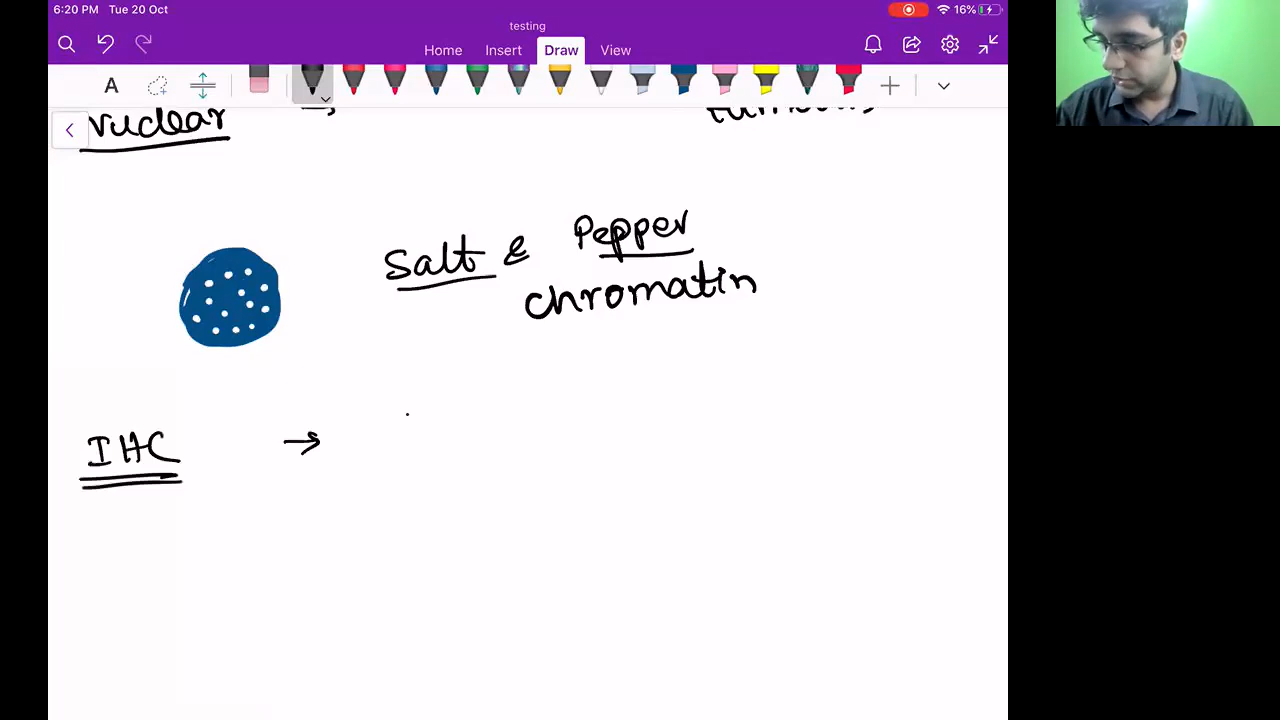 6:20 PM Tue 20 Oct
16%
testing
Home Insert Draw View
A
Nuclear
Salt & Pepper
chromatin
IHC →